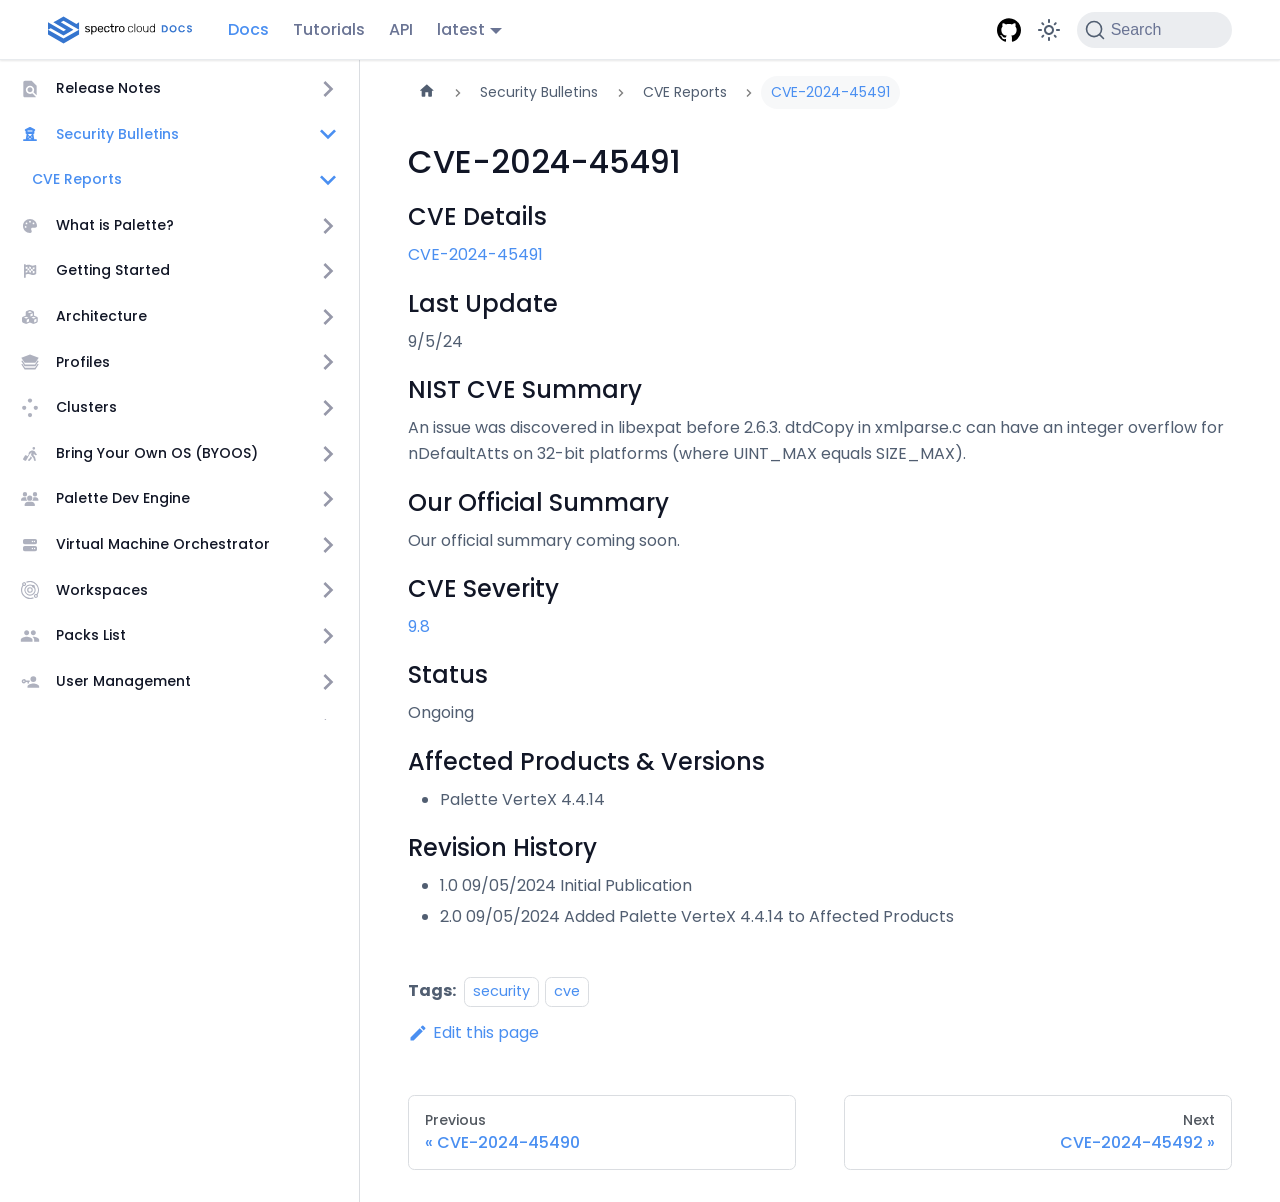 spectro cloud DOCS
Docs
Tutorials
API
latest
Search
Release Notes
Security Bulletins
CVE Reports
What is Palette?
Getting Started
Architecture
Profiles
Clusters
Bring Your Own OS (BYOOS)
Palette Dev Engine
Virtual Machine Orchestrator
Workspaces
Packs List
User Management
Security Bulletins
CVE Reports
CVE-2024-45491
CVE-2024-45491
CVE Details
CVE-2024-45491
Last Update
9/5/24
NIST CVE Summary
An issue was discovered in libexpat before 2.6.3. dtdCopy in xmlparse.c can have an integer overflow for
nDefaultAtts on 32-bit platforms (where UINT_MAX equals SIZE_MAX).
Our Official Summary
Our official summary coming soon.
CVE Severity
9.8
Status
Ongoing
Affected Products & Versions
• Palette VerteX 4.4.14
Revision History
• 1.0 09/05/2024 Initial Publication
• 2.0 09/05/2024 Added Palette VerteX 4.4.14 to Affected Products
Tags: security cve
Edit this page
Previous
« CVE-2024-45490
Next
CVE-2024-45492 »